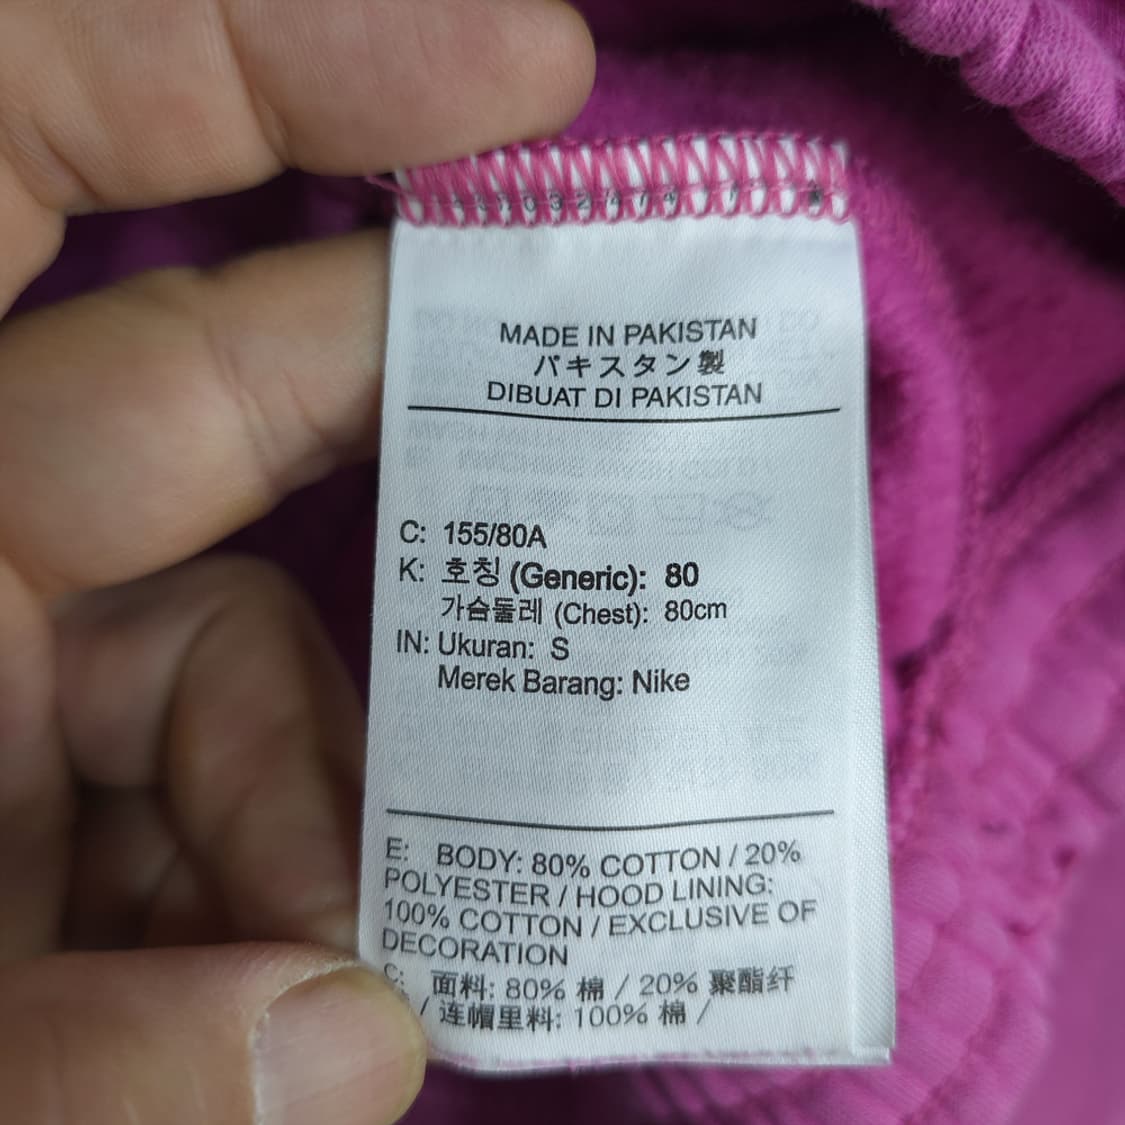 MADE IN PAKISTAN
パキスタン製
DIBUAT DI PAKISTAN
C: 155/80A
K: 호칭 (Generic): 80
가슴둘레 (Chest): 80cm
IN: Ukuran: S
Merek Barang: Nike
E: BODY: 80% COTTON / 20%
POLYESTER / HOOD LINING:
100% COTTON / EXCLUSIVE OF
DECORATION
C: 面料: 80% 棉 / 20% 聚酯纤
/ 连帽里料: 100% 棉 /